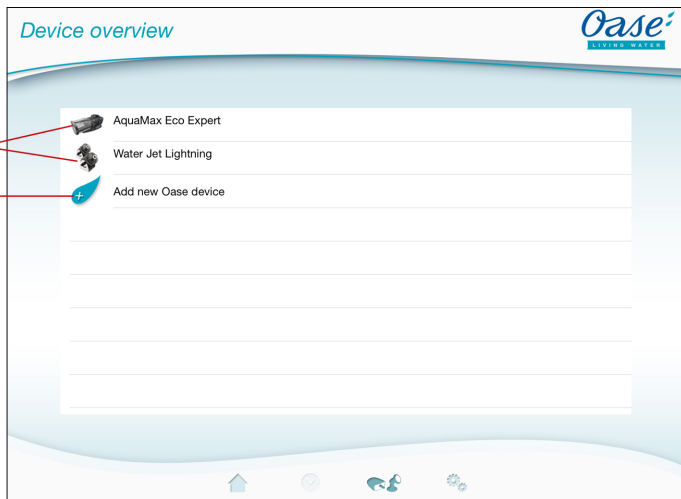 Device overview
Oase
LIVING WATER
AquaMax Eco Expert
Water Jet Lightning
Add new Oase device